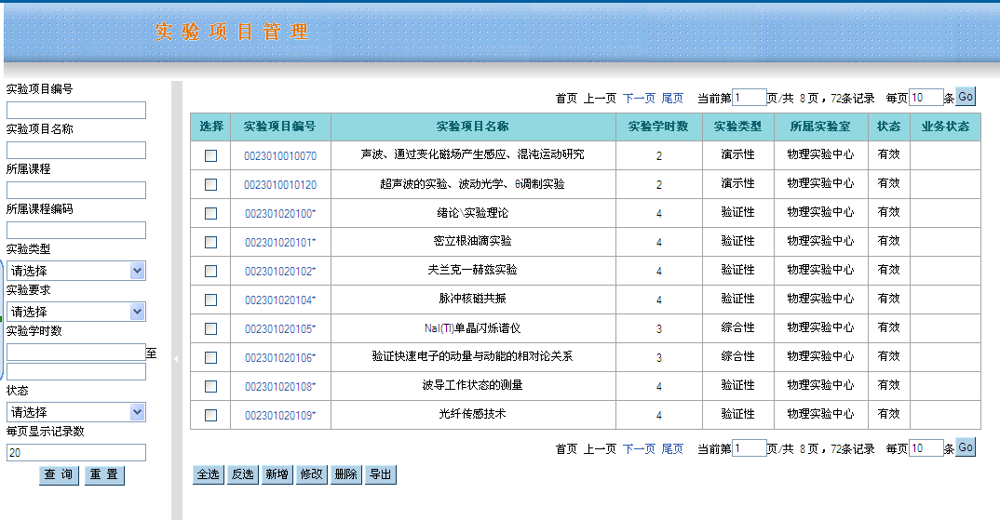 实验项目管理
实验项目编号
实验项目名称
所属课程
所属课程编码
实验类型
请选择
实验要求
请选择
实验学时数
至
状态
请选择
每页显示记录数
20
查 询 重 置
首页 上一页 下一页 尾页 当前第1页/共 8 页,72条记录 每页10条Go
选择 实验项目编号 实验项目名称 实验学时数 实验类型 所属实验室 状态 业务状态
0023010010070 声波、通过变化磁场产生感应、混沌运动研究 2 演示性 物理实验中心 有效
0023010010120 超声波的实验、波动光学、θ调制实验 2 演示性 物理实验中心 有效
002301020100* 绪论\实验理论 4 验证性 物理实验中心 有效
002301020101* 密立根油滴实验 4 验证性 物理实验中心 有效
002301020102* 夫兰克一赫兹实验 4 验证性 物理实验中心 有效
002301020104* 脉冲核磁共振 4 验证性 物理实验中心 有效
002301020105* NaI(Tl)单晶闪烁谱仪 3 综合性 物理实验中心 有效
002301020106* 验证快速电子的动量与动能的相对论关系 3 综合性 物理实验中心 有效
002301020108* 波导工作状态的测量 4 验证性 物理实验中心 有效
002301020109* 光纤传感技术 4 验证性 物理实验中心 有效
首页 上一页 下一页 尾页 当前第1页/共 8 页,72条记录 每页10条Go
全选 反选 新增 修改 删除 导出